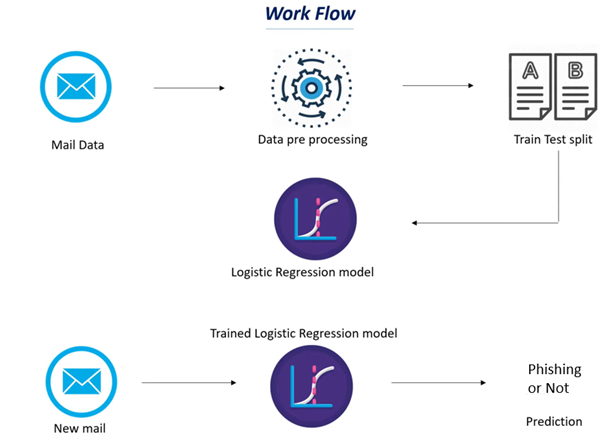 Work Flow
A B
Mail Data
Data pre processing
Train Test split
Logistic Regression model
Trained Logistic Regression model
Phishing
or Not
New mail
Prediction